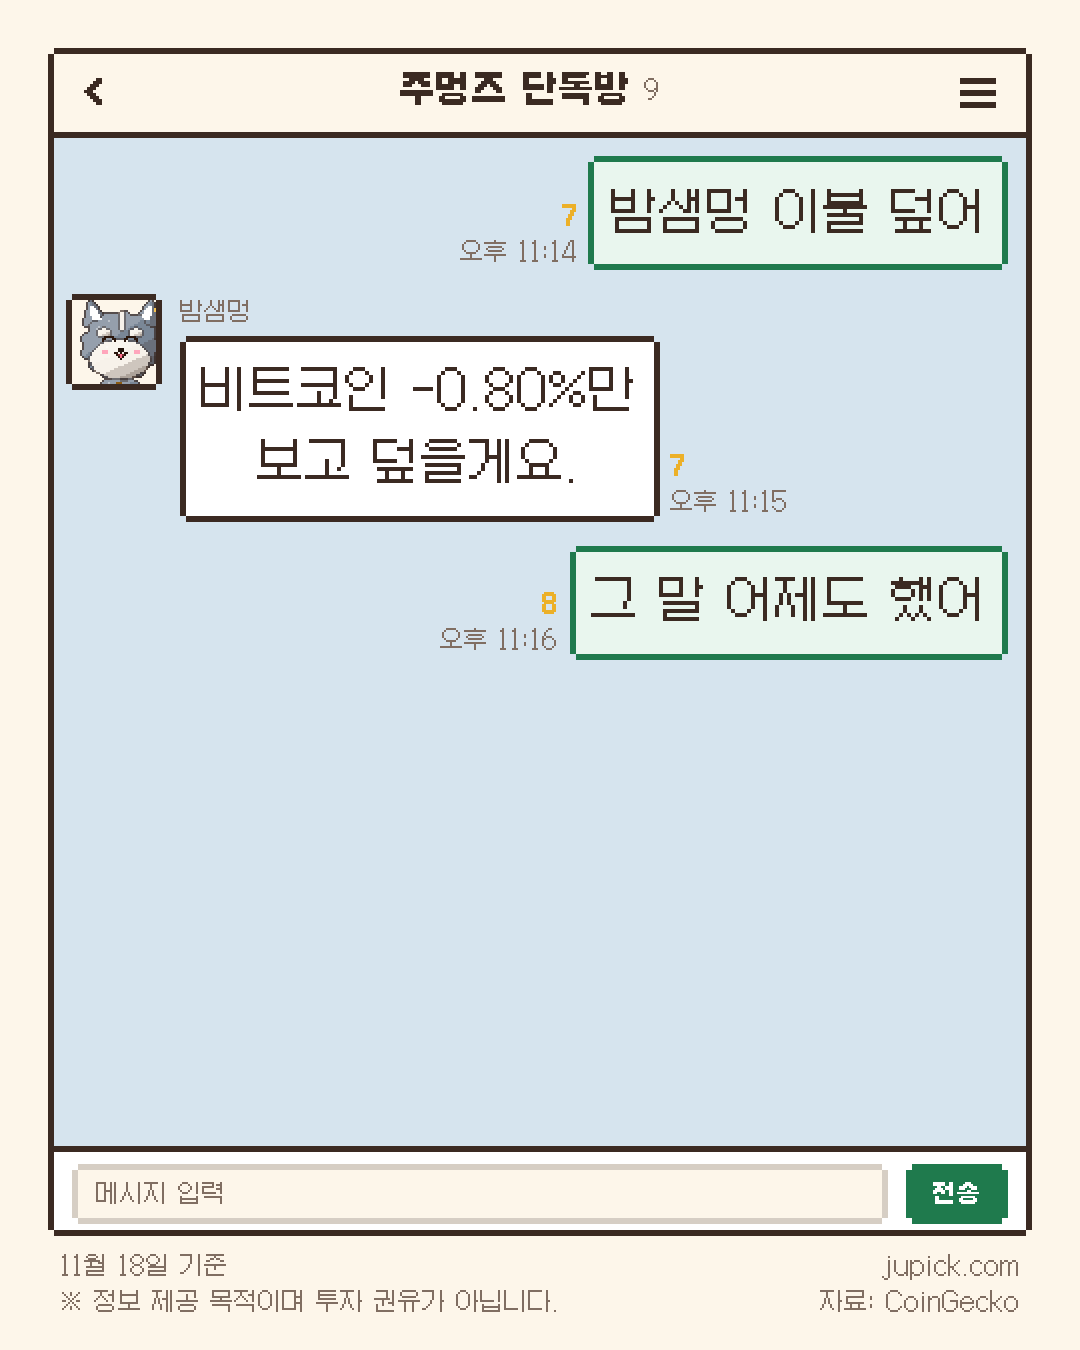 주멍즈 단독방 9
밤샘멍 이불 덮어
7
오후 11:14
밤샘멍
비트코인 -0.80%만
보고 덮을게요.
7
오후 11:15
그 말 어제도 했어
8
오후 11:16
메시지 입력
전송
11월 18일 기준
jupick.com
※ 정보 제공 목적이며 투자 권유가 아닙니다.
자료: CoinGecko